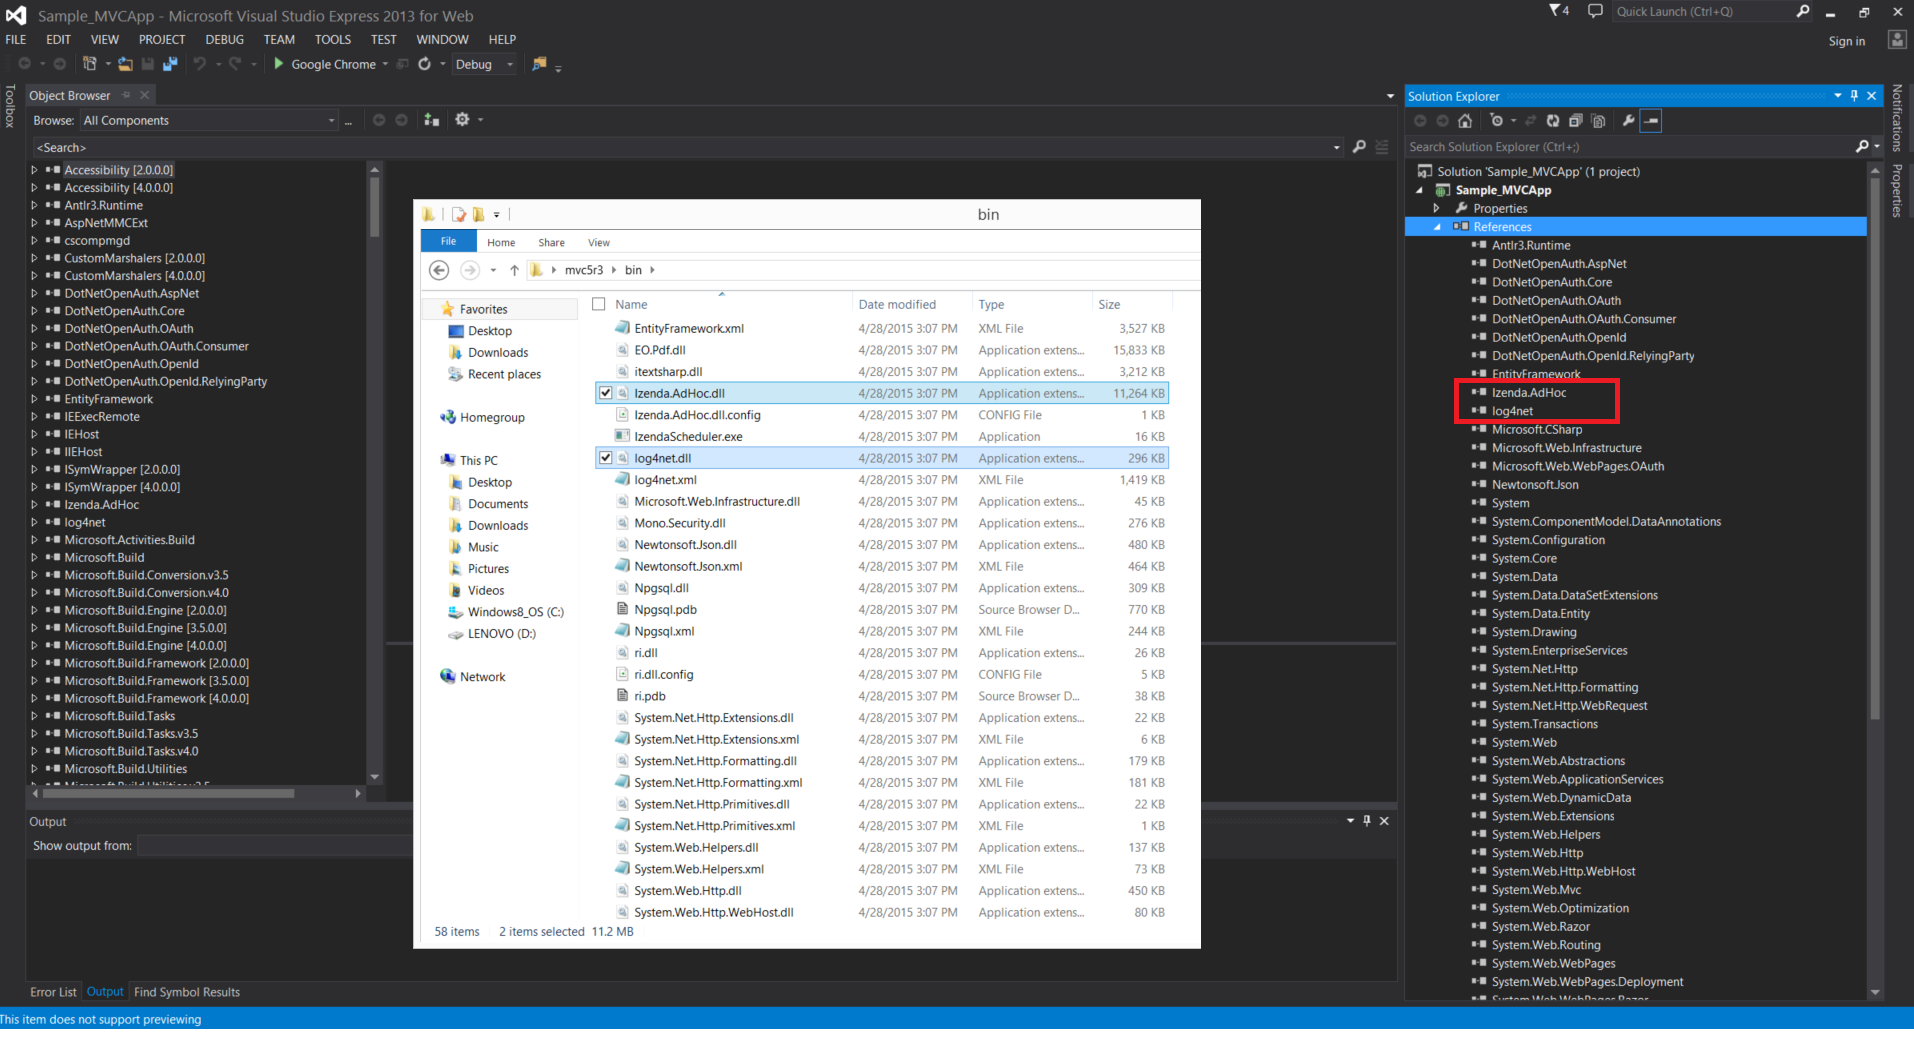 Sample_MVCApp - Microsoft Visual Studio Express 2013 for Web
4
Quick Launch (Ctrl+Q)
FILE EDIT VIEW PROJECT DEBUG TEAM TOOLS TEST WINDOW HELP
Sign in
Google Chrome
Debug
Toolbox
Object Browser
Browse: All Components
...
<Search>
Accessibility [2.0.0.0]
Accessibility [4.0.0.0]
Antlr3.Runtime
AspNetMMCExt
cscompmgd
CustomMarshalers [2.0.0.0]
CustomMarshalers [4.0.0.0]
DotNetOpenAuth.AspNet
DotNetOpenAuth.Core
DotNetOpenAuth.OAuth
DotNetOpenAuth.OAuth.Consumer
DotNetOpenAuth.OpenId
DotNetOpenAuth.OpenId.RelyingParty
EntityFramework
IEExecRemote
IEHost
IIEHost
ISymWrapper [2.0.0.0]
ISymWrapper [4.0.0.0]
Izenda.AdHoc
log4net
Microsoft.Activities.Build
Microsoft.Build
Microsoft.Build.Conversion.v3.5
Microsoft.Build.Conversion.v4.0
Microsoft.Build.Engine [2.0.0.0]
Microsoft.Build.Engine [3.5.0.0]
Microsoft.Build.Engine [4.0.0.0]
Microsoft.Build.Framework [2.0.0.0]
Microsoft.Build.Framework [3.5.0.0]
Microsoft.Build.Framework [4.0.0.0]
Microsoft.Build.Tasks
Microsoft.Build.Tasks.v3.5
Microsoft.Build.Tasks.v4.0
Microsoft.Build.Utilities
bin
File Home Share View
mvc5r3 bin
Favorites
Desktop
Downloads
Recent places
Homegroup
This PC
Desktop
Documents
Downloads
Music
Pictures
Videos
Windows8_OS (C:)
LENOVO (D:)
Network
Name Date modified Type Size
EntityFramework.xml 4/28/2015 3:07 PM XML File 3,527 KB
EO.Pdf.dll 4/28/2015 3:07 PM Application extens... 15,833 KB
itextsharp.dll 4/28/2015 3:07 PM Application extens... 3,212 KB
Izenda.AdHoc.dll 4/28/2015 3:07 PM Application extens... 11,264 KB
Izenda.AdHoc.dll.config 4/28/2015 3:07 PM CONFIG File 1 KB
IzendaScheduler.exe 4/28/2015 3:07 PM Application 16 KB
log4net.dll 4/28/2015 3:07 PM Application extens... 296 KB
log4net.xml 4/28/2015 3:07 PM XML File 1,419 KB
Microsoft.Web.Infrastructure.dll 4/28/2015 3:07 PM Application extens... 45 KB
Mono.Security.dll 4/28/2015 3:07 PM Application extens... 276 KB
Newtonsoft.Json.dll 4/28/2015 3:07 PM Application extens... 480 KB
Newtonsoft.Json.xml 4/28/2015 3:07 PM XML File 464 KB
Npgsql.dll 4/28/2015 3:07 PM Application extens... 309 KB
Npgsql.pdb 4/28/2015 3:07 PM Source Browser D... 770 KB
Npgsql.xml 4/28/2015 3:07 PM XML File 244 KB
ri.dll 4/28/2015 3:07 PM Application extens... 26 KB
ri.dll.config 4/28/2015 3:07 PM CONFIG File 5 KB
ri.pdb 4/28/2015 3:07 PM Source Browser D... 38 KB
System.Net.Http.Extensions.dll 4/28/2015 3:07 PM Application extens... 22 KB
System.Net.Http.Extensions.xml 4/28/2015 3:07 PM XML File 6 KB
System.Net.Http.Formatting.dll 4/28/2015 3:07 PM Application extens... 179 KB
System.Net.Http.Formatting.xml 4/28/2015 3:07 PM XML File 181 KB
System.Net.Http.Primitives.dll 4/28/2015 3:07 PM Application extens... 22 KB
System.Net.Http.Primitives.xml 4/28/2015 3:07 PM XML File 1 KB
System.Web.Helpers.dll 4/28/2015 3:07 PM Application extens... 137 KB
System.Web.Helpers.xml 4/28/2015 3:07 PM XML File 73 KB
System.Web.Http.dll 4/28/2015 3:07 PM Application extens... 450 KB
System.Web.Http.WebHost.dll 4/28/2015 3:07 PM Application extens... 80 KB
58 items 2 items selected 11.2 MB
Solution Explorer
Search Solution Explorer (Ctrl+;)
Solution 'Sample_MVCApp' (1 project)
Sample_MVCApp
Properties
References
Antlr3.Runtime
DotNetOpenAuth.AspNet
DotNetOpenAuth.Core
DotNetOpenAuth.OAuth
DotNetOpenAuth.OAuth.Consumer
DotNetOpenAuth.OpenId
DotNetOpenAuth.OpenId.RelyingParty
EntityFramework
Izenda.AdHoc
log4net
Microsoft.CSharp
Microsoft.Web.Infrastructure
Microsoft.Web.WebPages.OAuth
Newtonsoft.Json
System
System.ComponentModel.DataAnnotations
System.Configuration
System.Core
System.Data
System.Data.DataSetExtensions
System.Data.Entity
System.Drawing
System.EnterpriseServices
System.Net.Http
System.Net.Http.Formatting
System.Net.Http.WebRequest
System.Transactions
System.Web
System.Web.Abstractions
System.Web.ApplicationServices
System.Web.DynamicData
System.Web.Extensions
System.Web.Helpers
System.Web.Http
System.Web.Http.WebHost
System.Web.Mvc
System.Web.Optimization
System.Web.Razor
System.Web.Routing
System.Web.WebPages
System.Web.WebPages.Deployment
System.Web.WebPages.Razor
Notifications
Properties
Output
Show output from:
Error List Output Find Symbol Results
This item does not support previewing